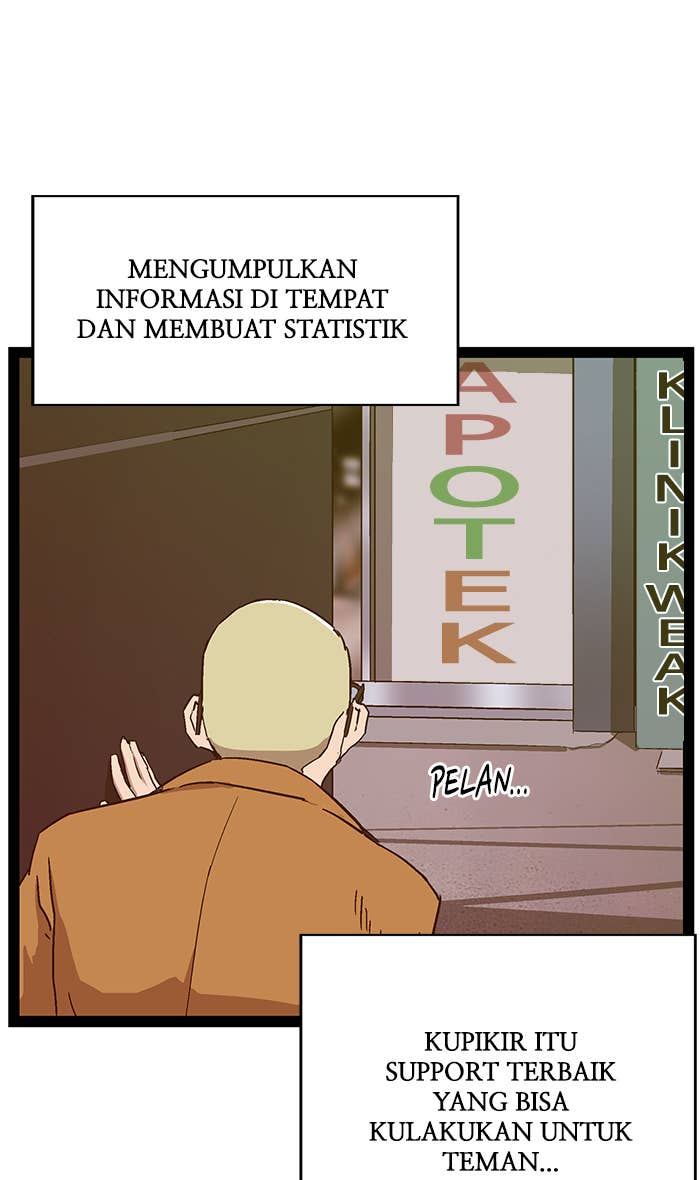 MENGUMPULKAN
INFORMASI DI TEMPAT
DAN MEMBUAT STATISTIK
APOTEK
KLINIK WEAK
PELAN...
KUPIKIR ITU
SUPPORT TERBAIK
YANG BISA
KULAKUKAN UNTUK
TEMAN...